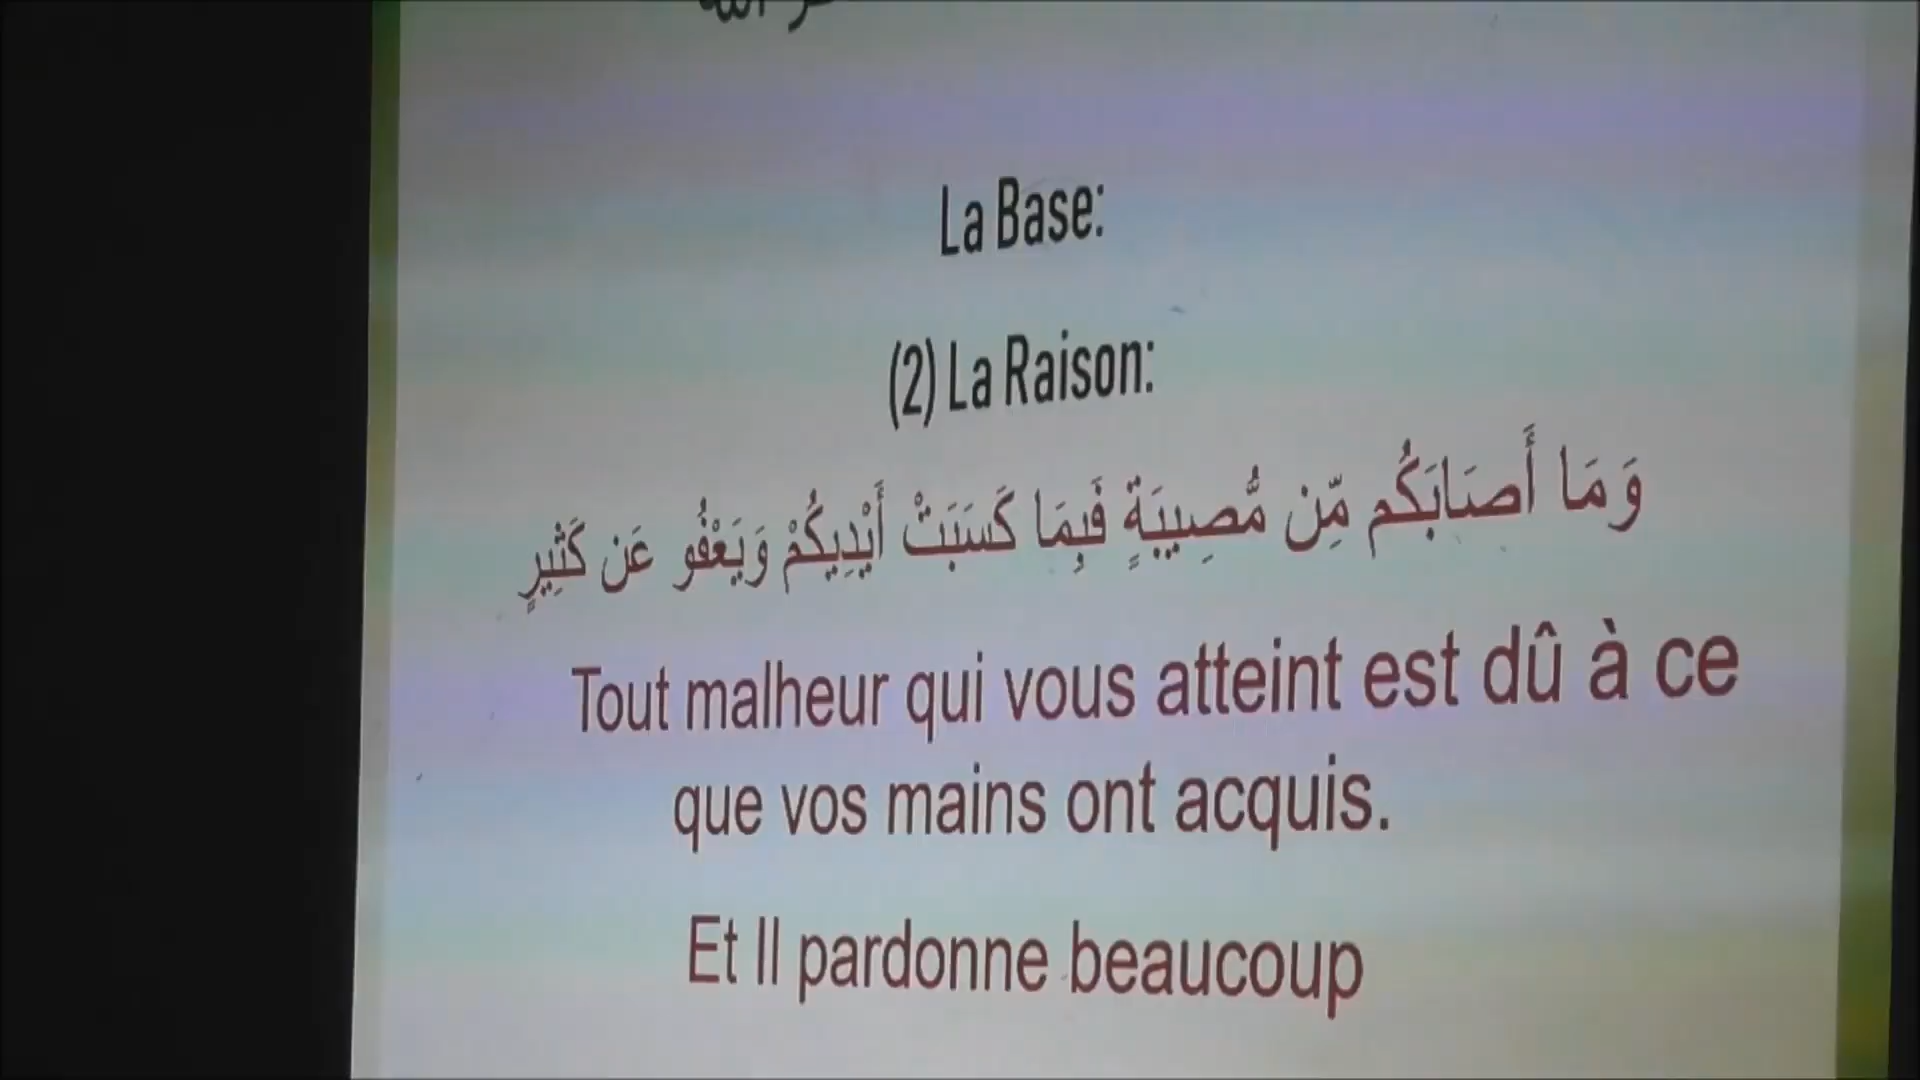 La Base:
(2) La Raison:
وَمَا أَصَابَكُم مِّن مُّصِيبَةٍ فَبِمَا كَسَبَتْ أَيْدِيكُمْ وَيَعْفُو عَن كَثِيرٍ
Tout malheur qui vous atteint est dû à ce
que vos mains ont acquis.
Et Il pardonne beaucoup